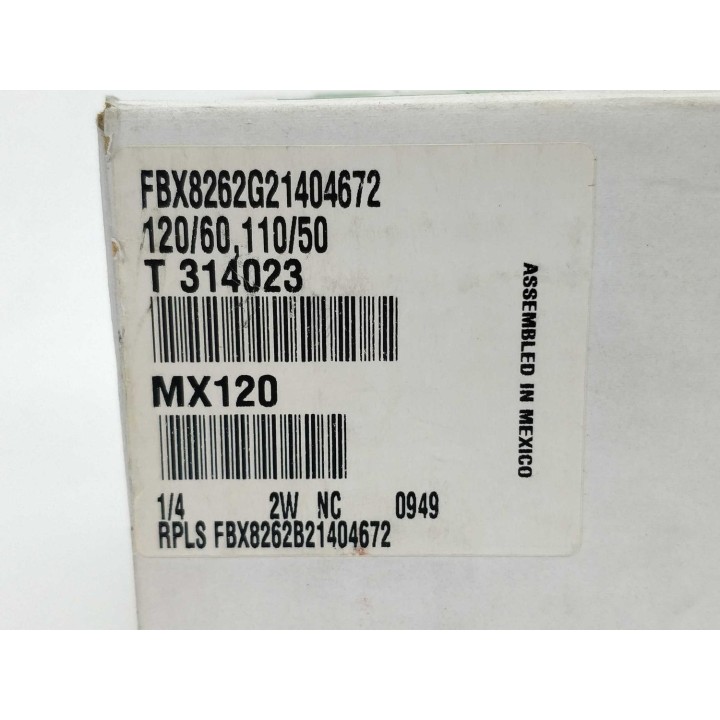 FBX8262G21404672
120/60,110/50
T 314023
MX120
1/4 2W NC 0949
RPLS FBX8262B21404672
ASSEMBLED IN MEXICO